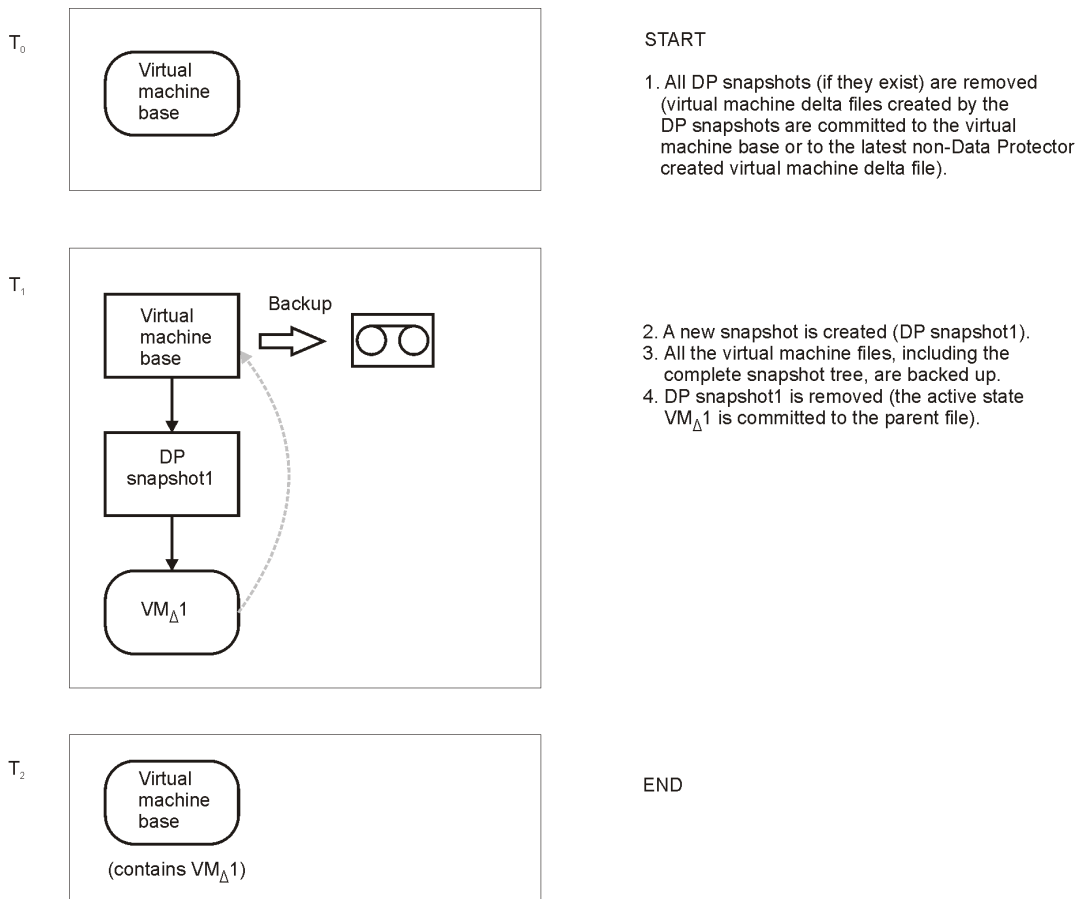 T0
Virtual
machine
base
START
1. All DP snapshots (if they exist) are removed
(virtual machine delta files created by the
DP snapshots are committed to the virtual
machine base or to the latest non-Data Protector
created virtual machine delta file).
T1
Virtual
machine
base
Backup
DP
snapshot1
VMΔ1
2. A new snapshot is created (DP snapshot1).
3. All the virtual machine files, including the
complete snapshot tree, are backed up.
4. DP snapshot1 is removed (the active state
VMΔ1 is committed to the parent file).
T2
Virtual
machine
base
(contains VMΔ1)
END